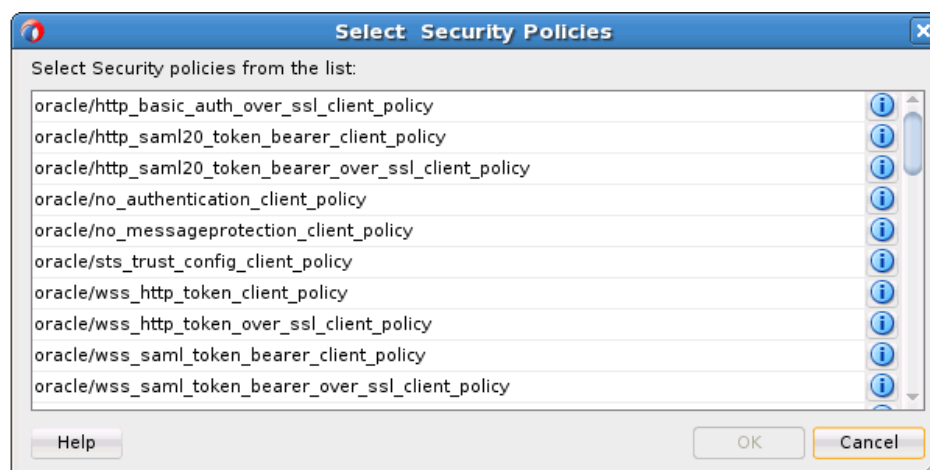 Select Security Policies
Select Security policies from the list:
oracle/http_basic_auth_over_ssl_client_policy
oracle/http_saml20_token_bearer_client_policy
oracle/http_saml20_token_bearer_over_ssl_client_policy
oracle/no_authentication_client_policy
oracle/no_messageprotection_client_policy
oracle/sts_trust_config_client_policy
oracle/wss_http_token_client_policy
oracle/wss_http_token_over_ssl_client_policy
oracle/wss_saml_token_bearer_client_policy
oracle/wss_saml_token_bearer_over_ssl_client_policy
Help OK Cancel